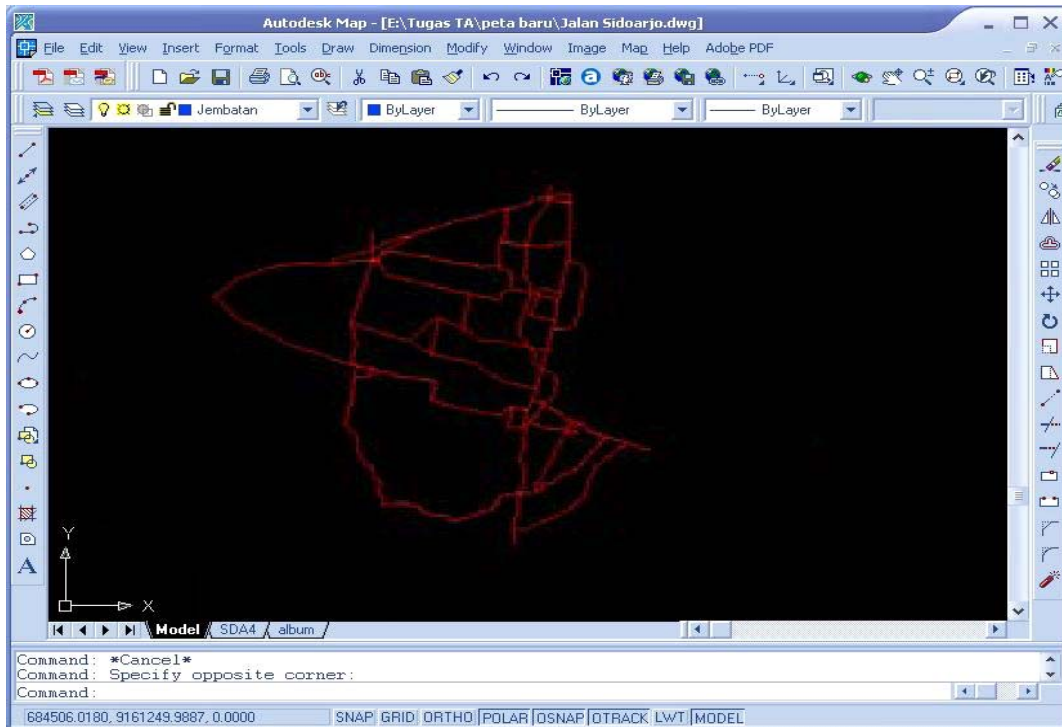 Autodesk Map - [E:\Tugas TA\peta baru\Jalan Sidoarjo.dwg]
File Edit View Insert Format Tools Draw Dimension Modify Window Image Map Help Adobe PDF
Jembatan ByLayer ByLayer ByLayer
A
Y
X
Model SDA4 album
Command: *Cancel*
Command: Specify opposite corner:
Command:
684506.0180, 9161249.9887, 0.0000 SNAP GRID ORTHO POLAR OSNAP OTRACK LWT MODEL